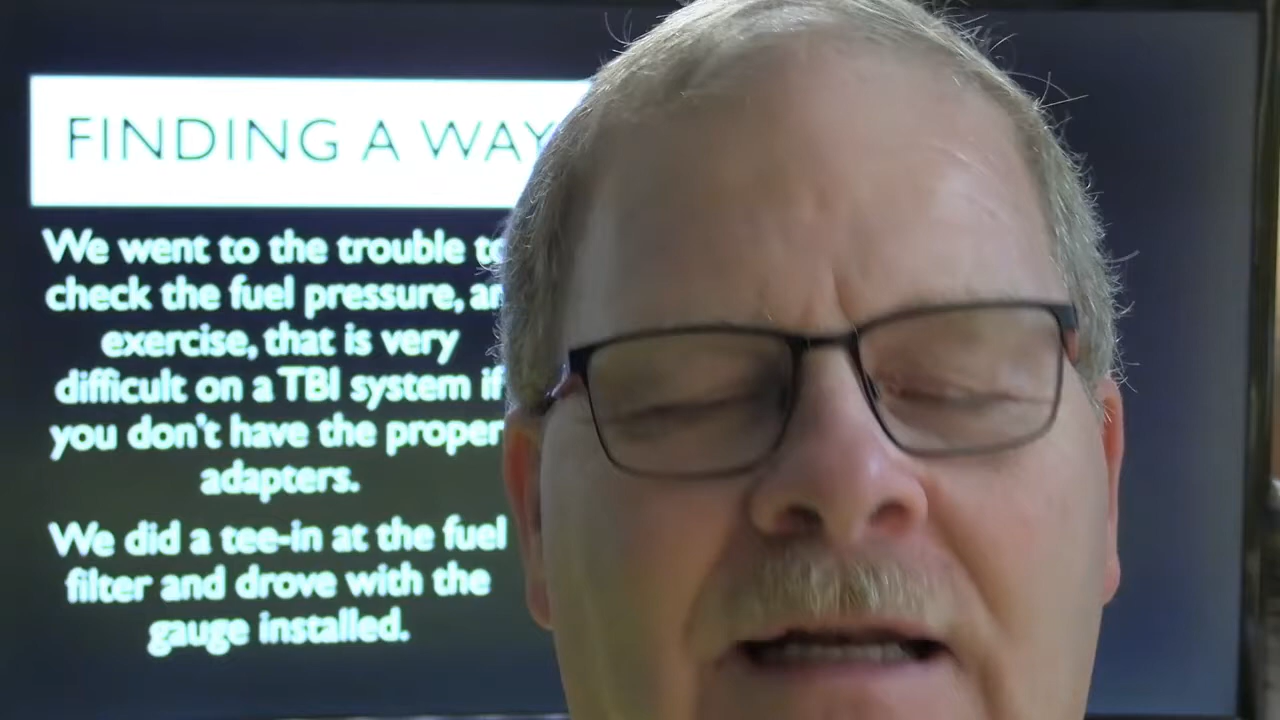 FINDING A WAY
We went to the trouble to
check the fuel pressure, an
exercise, that is very
difficult on a TBI system if
you don't have the proper
adapters.
We did a tee-in at the fuel
filter and drove with the
gauge installed.